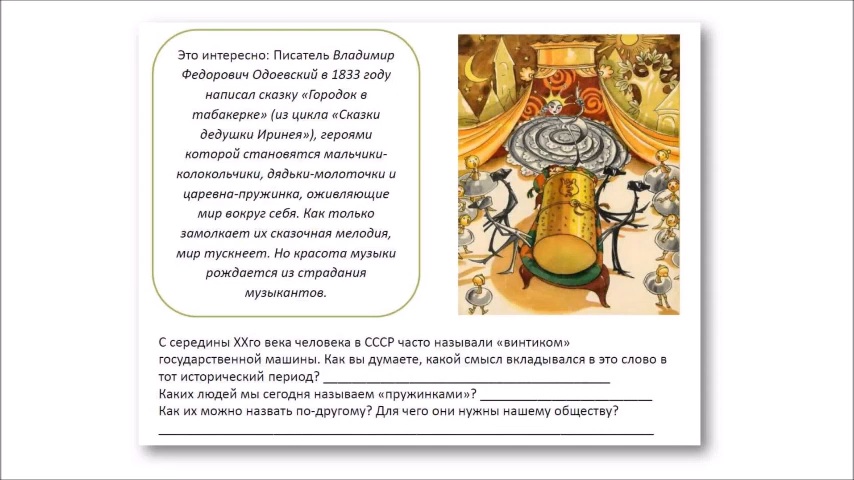 Это интересно: Писатель Владимир
Федорович Одоевский в 1833 году
написал сказку «Городок в
табакерке» (из цикла «Сказки
дедушки Иринея»), героями
которой становятся мальчики-
колокольчики, дядьки-молоточки и
царевна-пружинка, оживляющие
мир вокруг себя. Как только
замолкает их сказочная мелодия,
мир тускнеет. Но красота музыки
рождается из страдания
музыкантов.
С середины XXго века человека в СССР часто называли «винтиком»
государственной машины. Как вы думаете, какой смысл вкладывался в это слово в
тот исторический период? ______________________________________
Каких людей мы сегодня называем «пружинками»? _______________________
Как их можно назвать по-другому? Для чего они нужны нашему обществу?
__________________________________________________________________